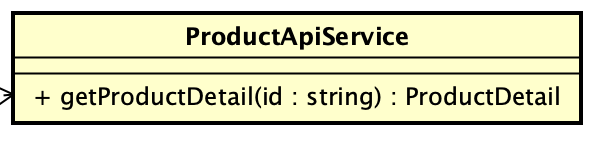 ProductApiService
+ getProductDetail(id : string) : ProductDetail